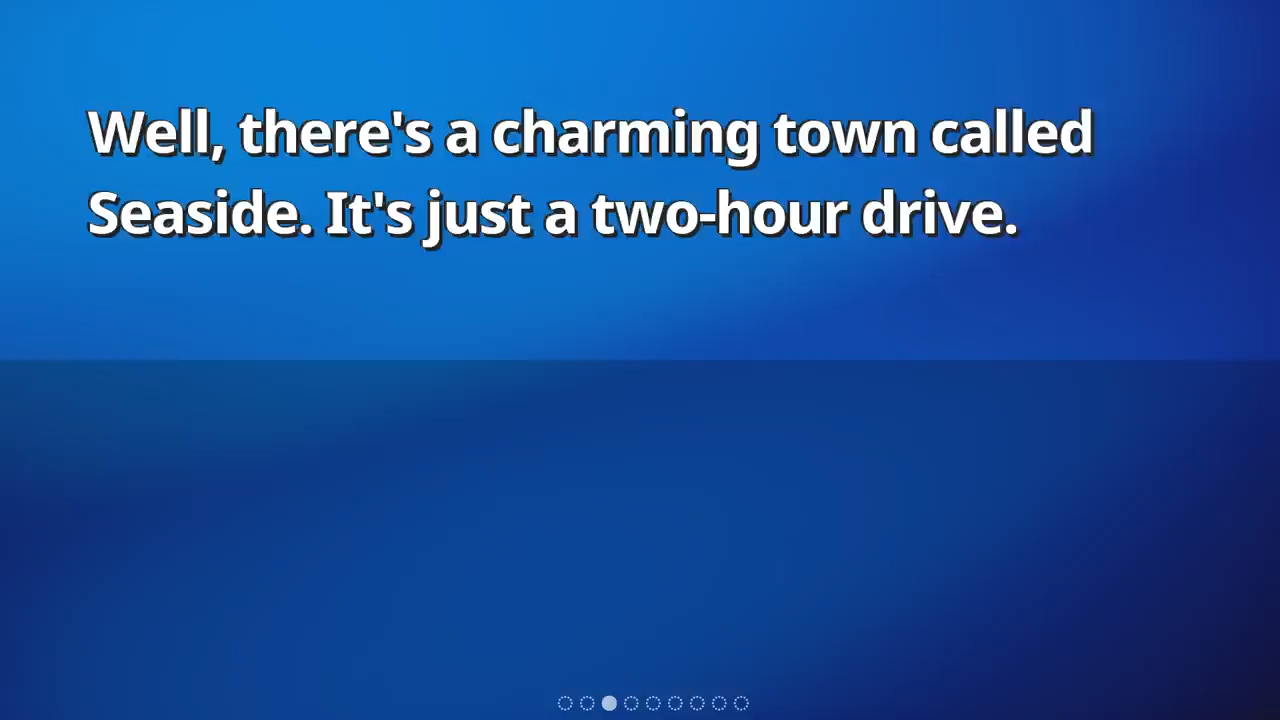 Well, there's a charming town called
Seaside. It's just a two-hour drive.